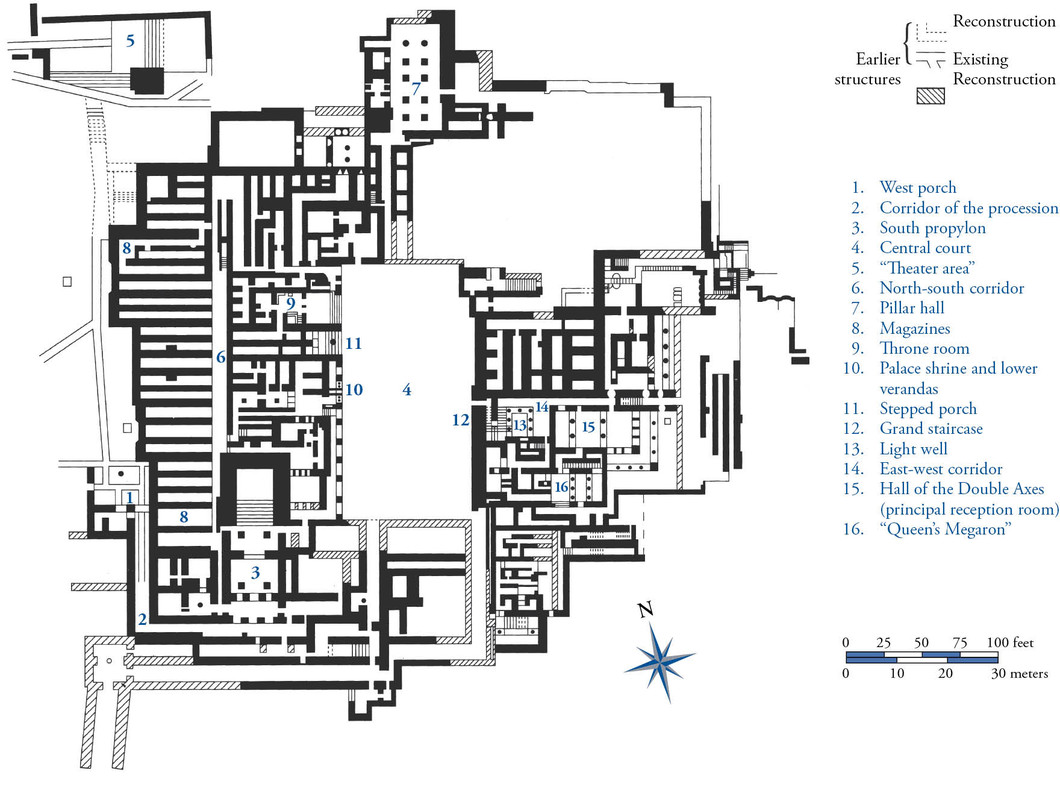 Reconstruction
Earlier structures
Existing
Reconstruction
1. West porch
2. Corridor of the procession
3. South propylon
4. Central court
5. “Theater area”
6. North-south corridor
7. Pillar hall
8. Magazines
9. Throne room
10. Palace shrine and lower
verandas
11. Stepped porch
12. Grand staircase
13. Light well
14. East-west corridor
15. Hall of the Double Axes
(principal reception room)
16. “Queen’s Megaron”
5
7
8
9
6
11
10
4
12
14
13
15
16
1
8
3
2
N
0 25 50 75 100 feet
0 10 20 30 meters